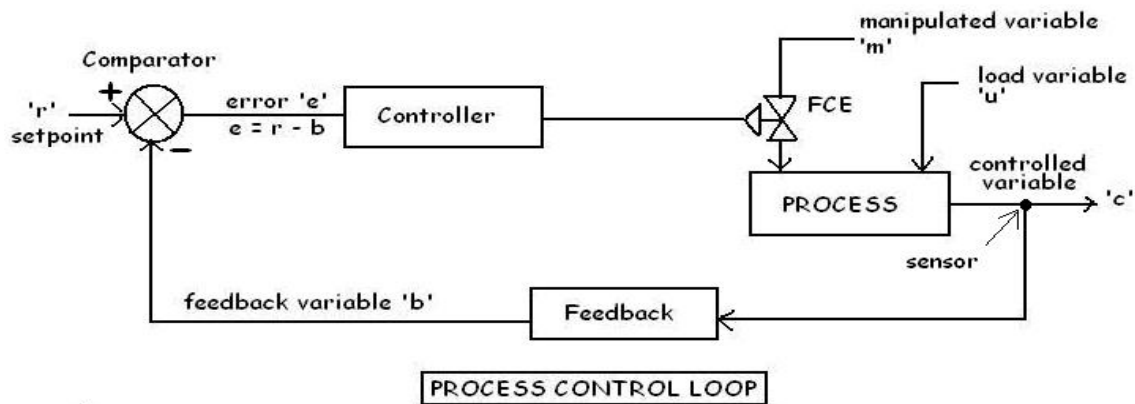 manipulated variable
'm'
Comparator
load variable
'u'
+
error 'e'
FCE
'r'
Controller
setpoint
e = r - b
−
controlled
variable
PROCESS
'c'
sensor
feedback variable 'b'
Feedback
PROCESS CONTROL LOOP